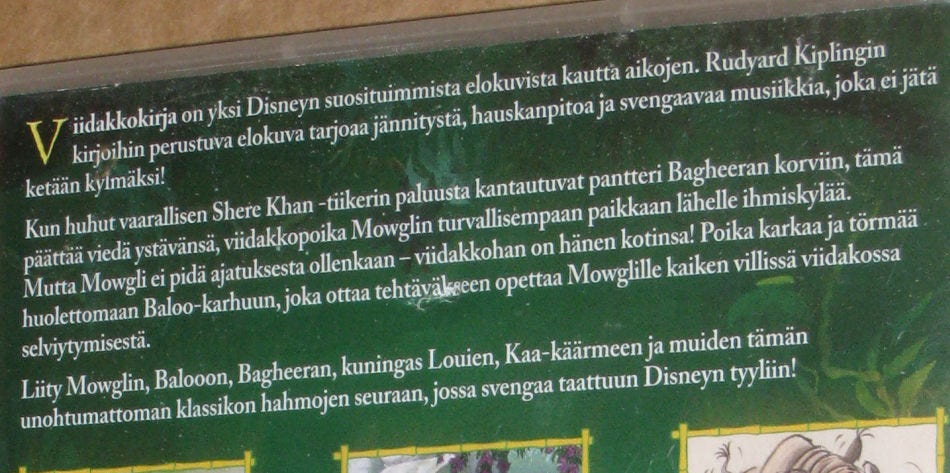 Viidakkokirja on yksi Disneyn suosituimmista elokuvista kautta aikojen. Rudyard Kiplingin
kirjoihin perustuva elokuva tarjoaa jännitystä, hauskanpitoa ja svengaavaa musiikkia, joka ei jätä
ketään kylmäksi!
Kun huhut vaarallisen Shere Khan -tiikerin paluusta kantautuvat pantteri Bagheeran korviin, tämä
päättää viedä ystävänsä, viidakkopoika Mowglin turvallisempaan paikkaan lähelle ihmiskylää.
Mutta Mowgli ei pidä ajatuksesta ollenkaan – viidakkohan on hänen kotinsa! Poika karkaa ja törmää
huolettomaan Baloo-karhuun, joka ottaa tehtäväkseen opettaa Mowglille kaiken villissä viidakossa
selviytymisestä.
Liity Mowglin, Balooon, Bagheeran, kuningas Louien, Kaa-käärmeen ja muiden tämän
unohtumattoman klassikon hahmojen seuraan, jossa svengaa taattuun Disneyn tyyliin!